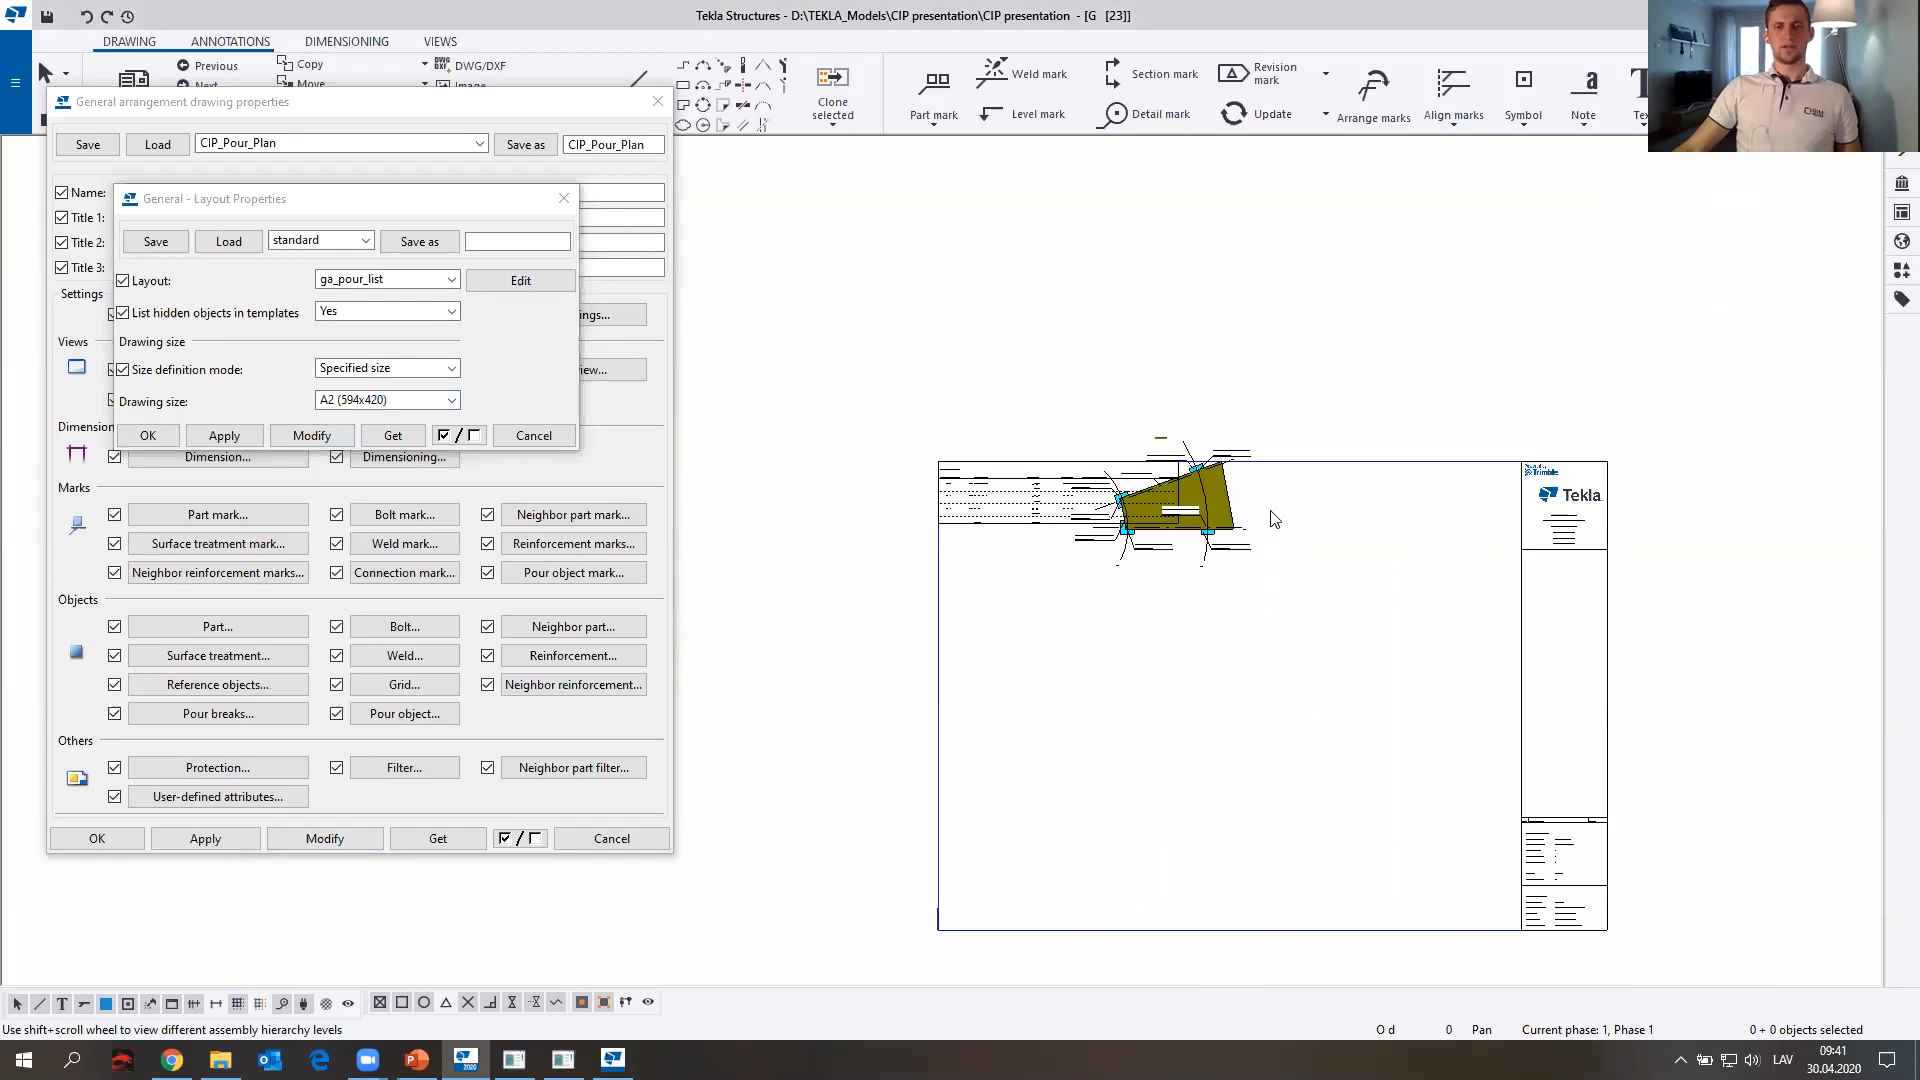 Tekla Structures - D:\TEKLA_Models\CIP presentation\CIP presentation - [G [23]]
DRAWING ANNOTATIONS DIMENSIONING VIEWS
Previous Copy DWG/DXF
Next Move Image
Clone selected
Part mark
Weld mark
Level mark
Section mark
Detail mark
Revision mark
Update
Arrange marks
Align marks
Symbol
Note
General arrangement drawing properties
Save Load CIP_Pour_Plan Save as CIP_Pour_Plan
Name:
Title 1:
Title 2:
Title 3:
Settings
Views
General - Layout Properties
Save Load standard Save as
Layout: ga_pour_list Edit
List hidden objects in templates Yes
Drawing size
Size definition mode: Specified size
Drawing size: A2 (594x420)
OK Apply Modify Get / Cancel
Dimension... Dimensioning...
Marks
Part mark... Bolt mark... Neighbor part mark...
Surface treatment mark... Weld mark... Reinforcement marks...
Neighbor reinforcement marks... Connection mark... Pour object mark...
Objects
Part... Bolt... Neighbor part...
Surface treatment... Weld... Reinforcement...
Reference objects... Grid... Neighbor reinforcement...
Pour breaks... Pour object...
Others
Protection... Filter... Neighbor part filter...
User-defined attributes...
OK Apply Modify Get / Cancel
Trimble
Tekla
Use shift+scroll wheel to view different assembly hierarchy levels
O d 0 Pan Current phase: 1, Phase 1 0 + 0 objects selected
LAV
09:41
30.04.2020